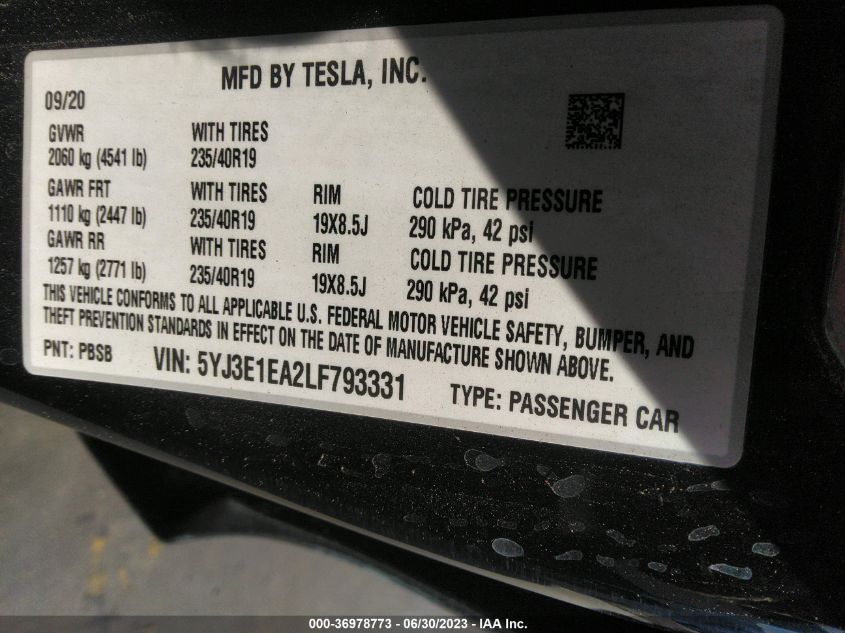 MFD BY TESLA, INC.
09/20
GVWR WITH TIRES
2060 kg (4541 lb) 235/40R19
GAWR FRT WITH TIRES RIM COLD TIRE PRESSURE
1110 kg (2447 lb) 235/40R19 19X8.5J 290 kPa, 42 psi
GAWR RR WITH TIRES RIM COLD TIRE PRESSURE
1257 kg (2771 lb) 235/40R19 19X8.5J 290 kPa, 42 psi
THIS VEHICLE CONFORMS TO ALL APPLICABLE U.S. FEDERAL MOTOR VEHICLE SAFETY, BUMPER, AND
THEFT PREVENTION STANDARDS IN EFFECT ON THE DATE OF MANUFACTURE SHOWN ABOVE.
PNT: PBSB VIN: 5YJ3E1EA2LF793331 TYPE: PASSENGER CAR
000-36978773 - 06/30/2023 - IAA Inc.